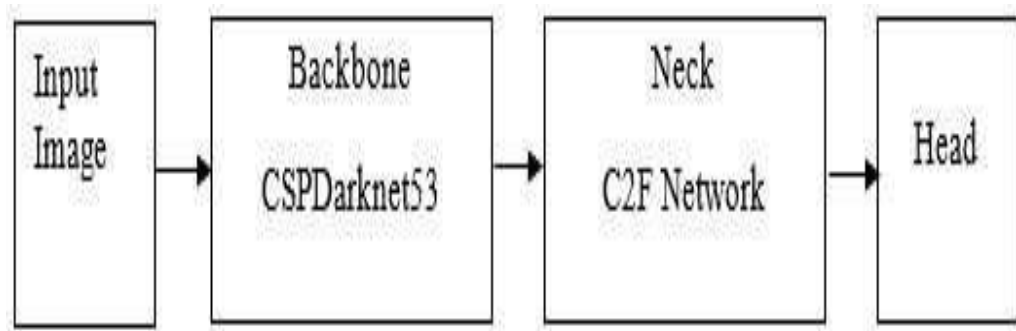 Input
Image
Backbone
CSPDarknet53
Neck
C2F Network
Head